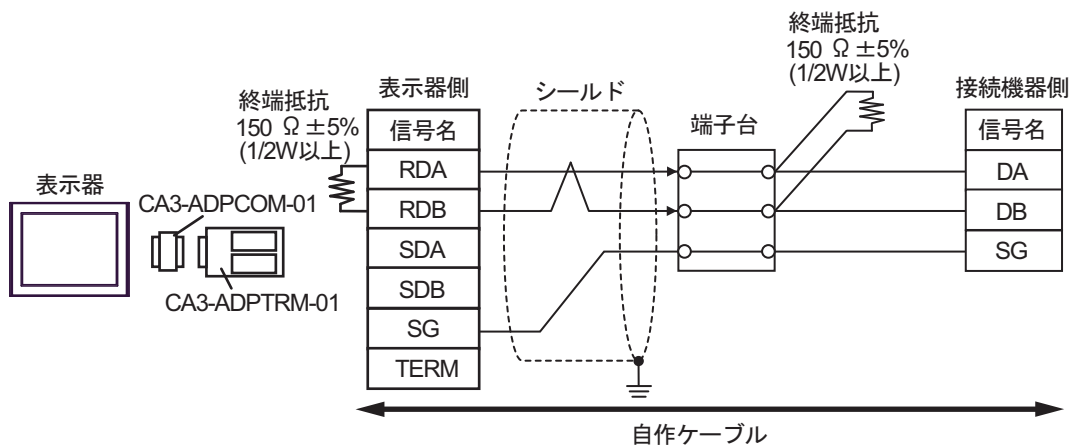 終端抵抗
150 Ω ±5%
(1/2W以上)
表示器側
シールド
接続機器側
終端抵抗
150 Ω ±5%
(1/2W以上)
信号名
端子台
信号名
RDA
DA
表示器
CA3-ADPCOM-01
RDB
DB
SDA
SG
CA3-ADPTRM-01
SDB
SG
TERM
自作ケーブル